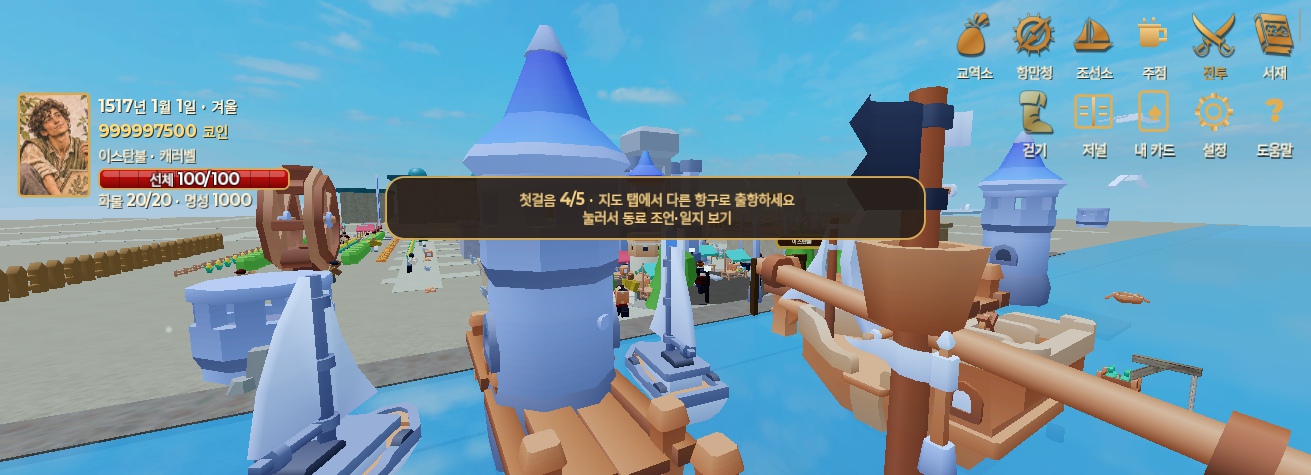 1517년 1월 1일 · 겨울
999997500 코인
이스탄불 · 캐러벨
선체 100/100
화물 20/20 · 명성 1000
첫걸음 4/5 · 지도 탭에서 다른 항구로 출항하세요
눌러서 동료 조언·일지 보기
교역소 항만청 조선소 주점 전투 서재
걷기 저널 내 카드 설정 도움말
이스탄불